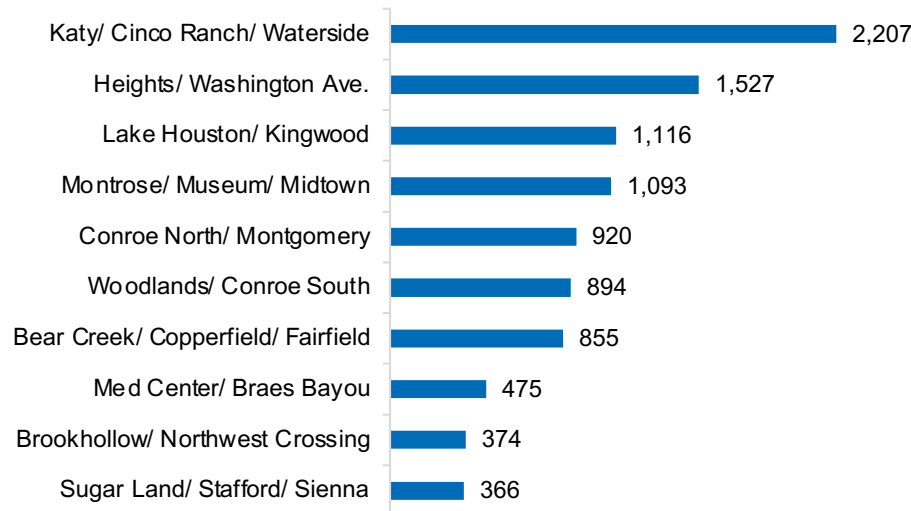 Katy/ Cinco Ranch/ Waterside 2,207
Heights/ Washington Ave. 1,527
Lake Houston/ Kingwood 1,116
Montrose/ Museum/ Midtown 1,093
Conroe North/ Montgomery 920
Woodlands/ Conroe South 894
Bear Creek/ Copperfield/ Fairfield 855
Med Center/ Braes Bayou 475
Brookhollow/ Northwest Crossing 374
Sugar Land/ Stafford/ Sienna 366